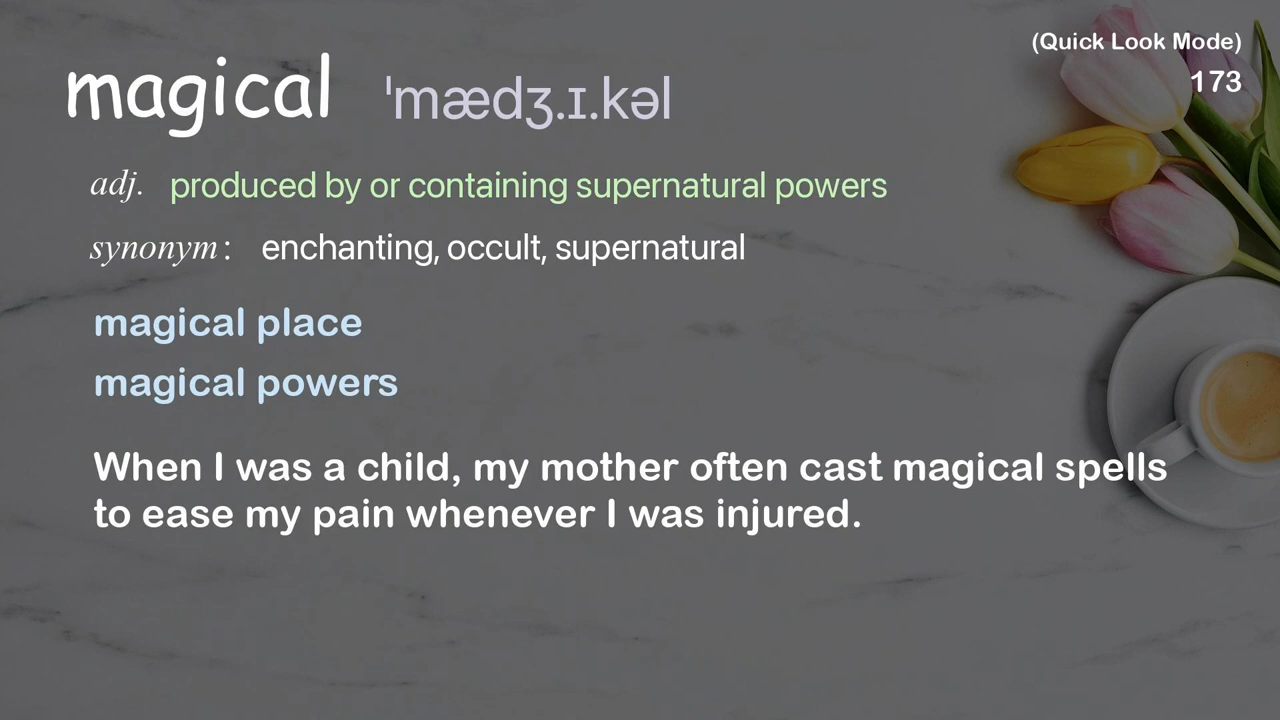 (Quick Look Mode)
173
magical ˈmædʒ.ɪ.kəl
adj. produced by or containing supernatural powers
synonym: enchanting, occult, supernatural
magical place
magical powers
When I was a child, my mother often cast magical spells
to ease my pain whenever I was injured.